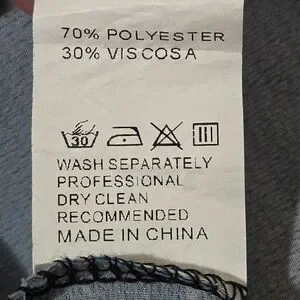 70% POLYESTER
30% VISCOSA
30
WASH SEPARATELY
PROFESSIONAL
DRY CLEAN
RECOMMENDED
MADE IN CHINA